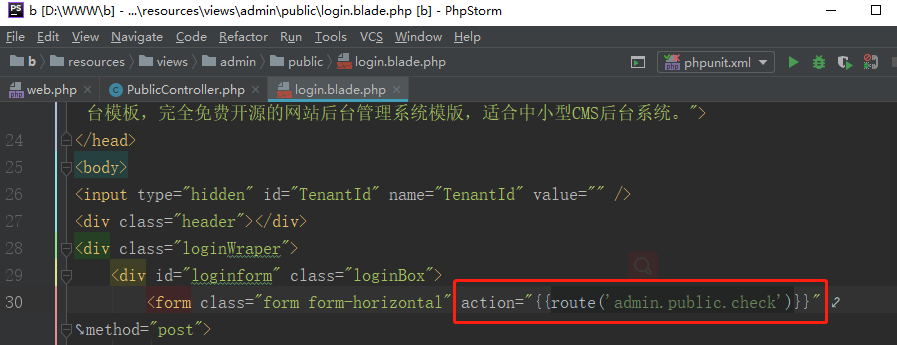 PS b [D:\WWW\b] - ...\resources\views\admin\public\login.blade.php [b] - PhpStorm
File Edit View Navigate Code Refactor Run Tools VCS Window Help
b resources views admin public login.blade.php phpunit.xml
web.php PublicController.php login.blade.php
台模板，完全免费开源的网站后台管理系统模版，适合中小型CMS后台系统。">
24 </head>
25 <body>
26 <input type="hidden" id="TenantId" name="TenantId" value="" />
27 <div class="header"></div>
28 <div class="loginWraper">
29 <div id="loginform" class="loginBox">
30 <form class="form form-horizontal" action="{{route('admin.public.check')}}"
method="post">